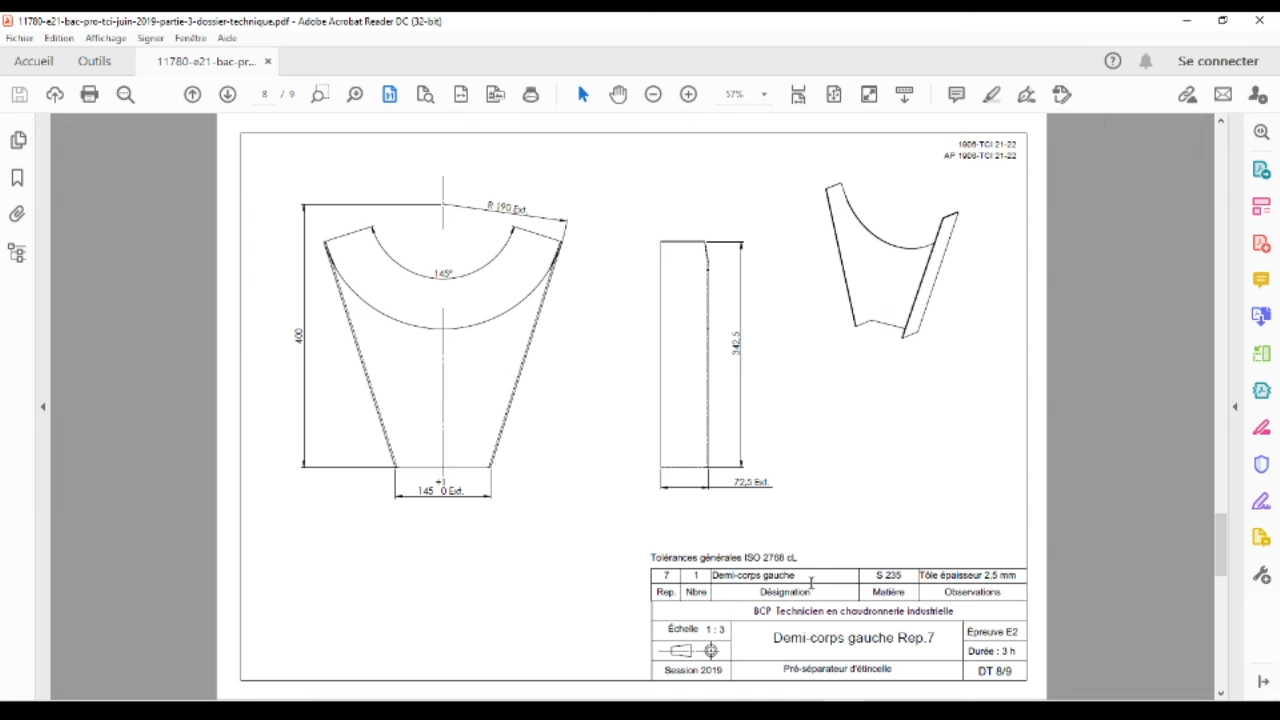 11780-e21-bac-pro-tci-juin-2019-partie-3-dossier-technique.pdf - Adobe Acrobat Reader DC (32-bit)
Fichier Edition Affichage Signer Fenêtre Aide
Accueil Outils 11780-e21-bac-pr... × Se connecter
8 / 9 57%
1906-TCI 21-22
AP 1906-TCI 21-22
R 190 Ext.
145°
400
342,5
+1
145 0 Ext.
72,5 Ext.
Tolérances générales ISO 2768 cL
7 1 Demi-corps gauche S 235 Tôle épaisseur 2,5 mm
Rep. Nbre Désignation Matière Observations
BCP Technicien en chaudronnerie industrielle
Échelle 1 : 3 Demi-corps gauche Rep.7 Épreuve E2
Durée : 3 h
Session 2019 Pré-séparateur d'étincelle DT 8/9